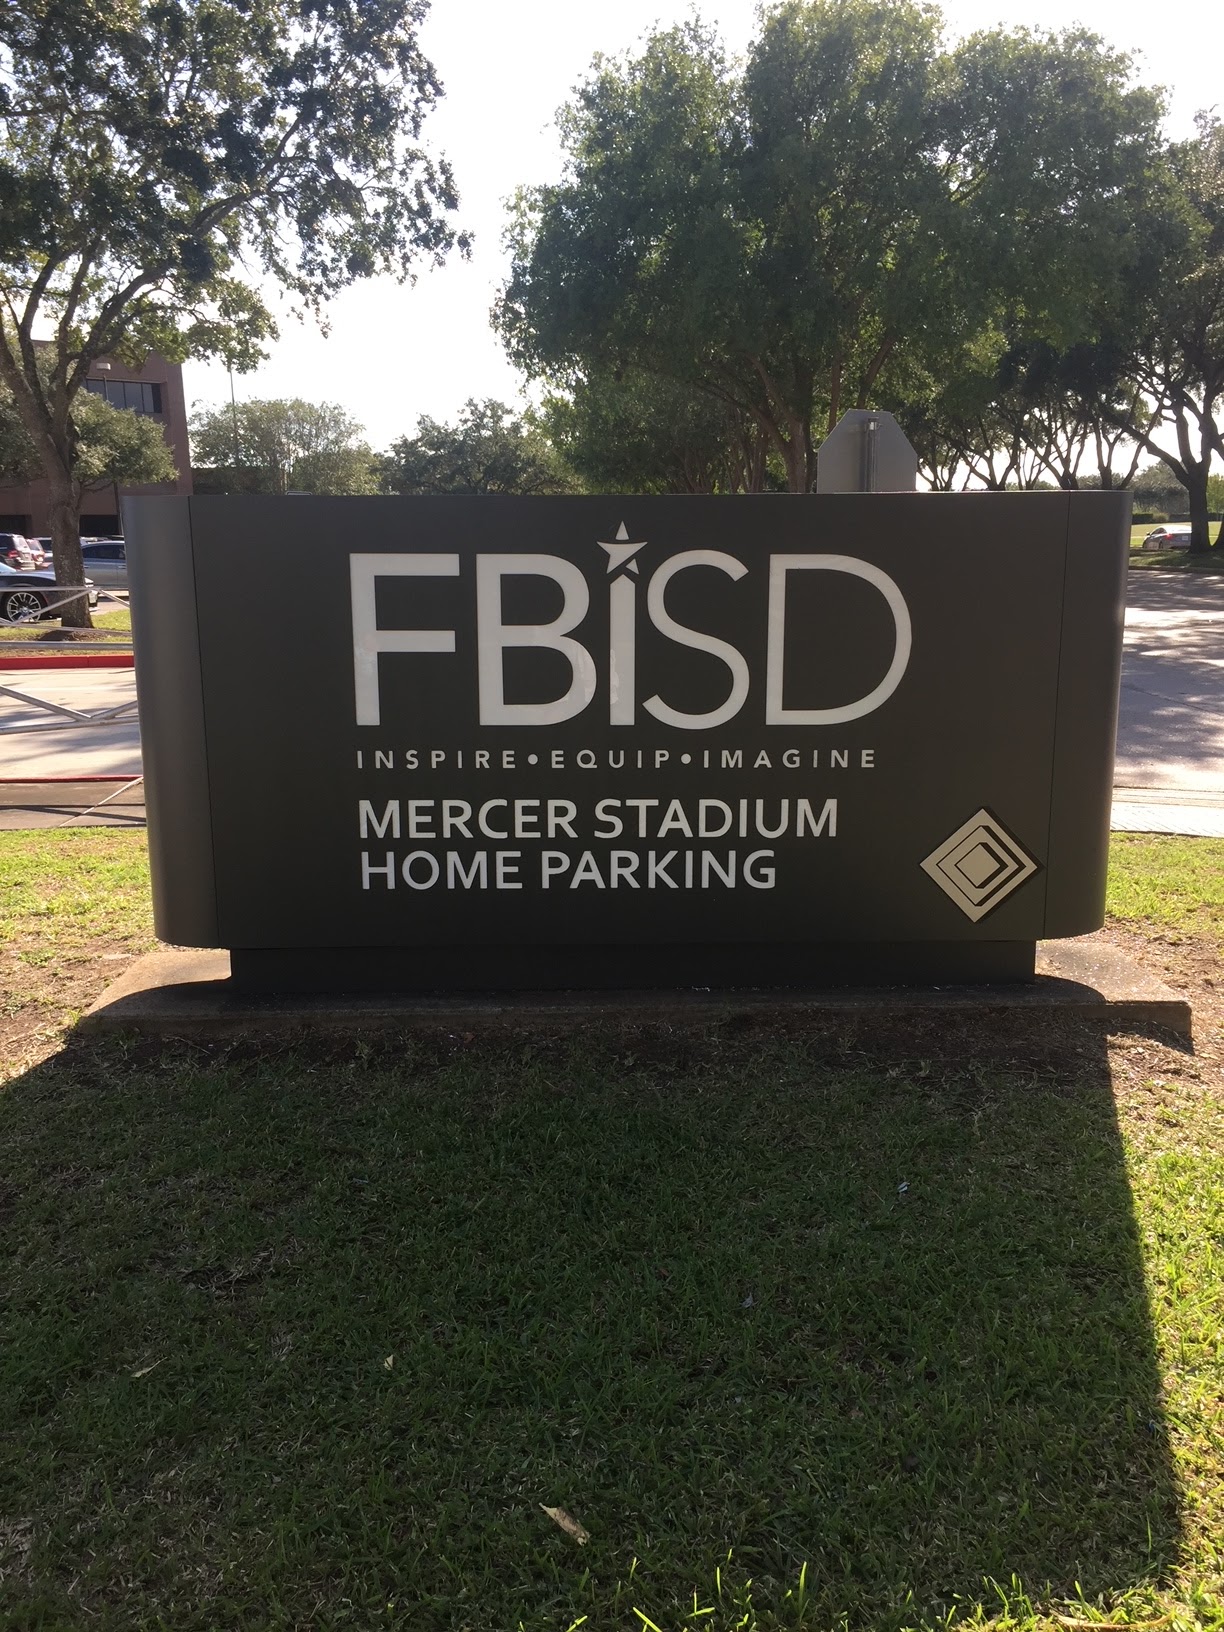 FBiSD
INSPIRE•EQUIP•IMAGINE
MERCER STADIUM
HOME PARKING